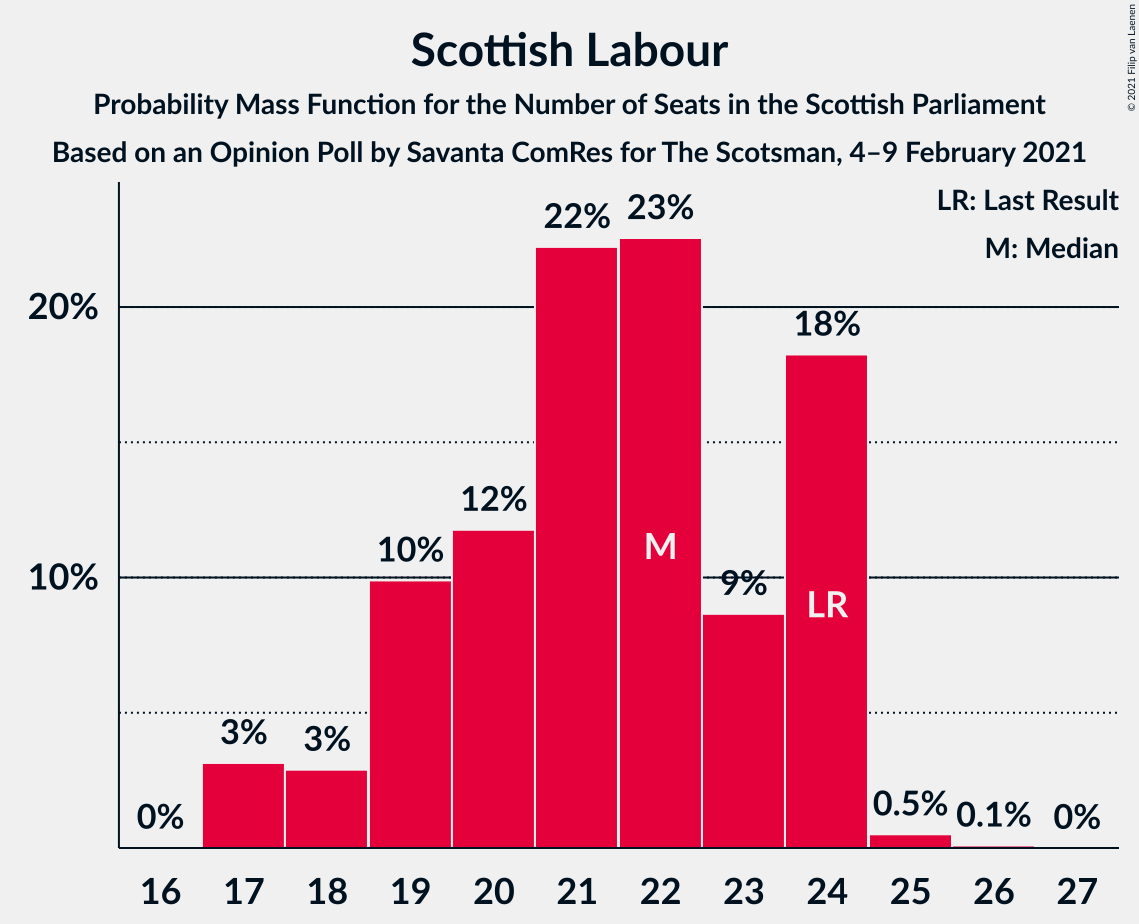 Scottish Labour
Probability Mass Function for the Number of Seats in the Scottish Parliament
Based on an Opinion Poll by Savanta ComRes for The Scotsman, 4–9 February 2021
© 2021 Filip van Laenen
LR: Last Result
M: Median
20%
10%
0%
3%
3%
10%
12%
22%
23%
9%
18%
0.5%
0.1%
0%
M
LR
16 17 18 19 20 21 22 23 24 25 26 27